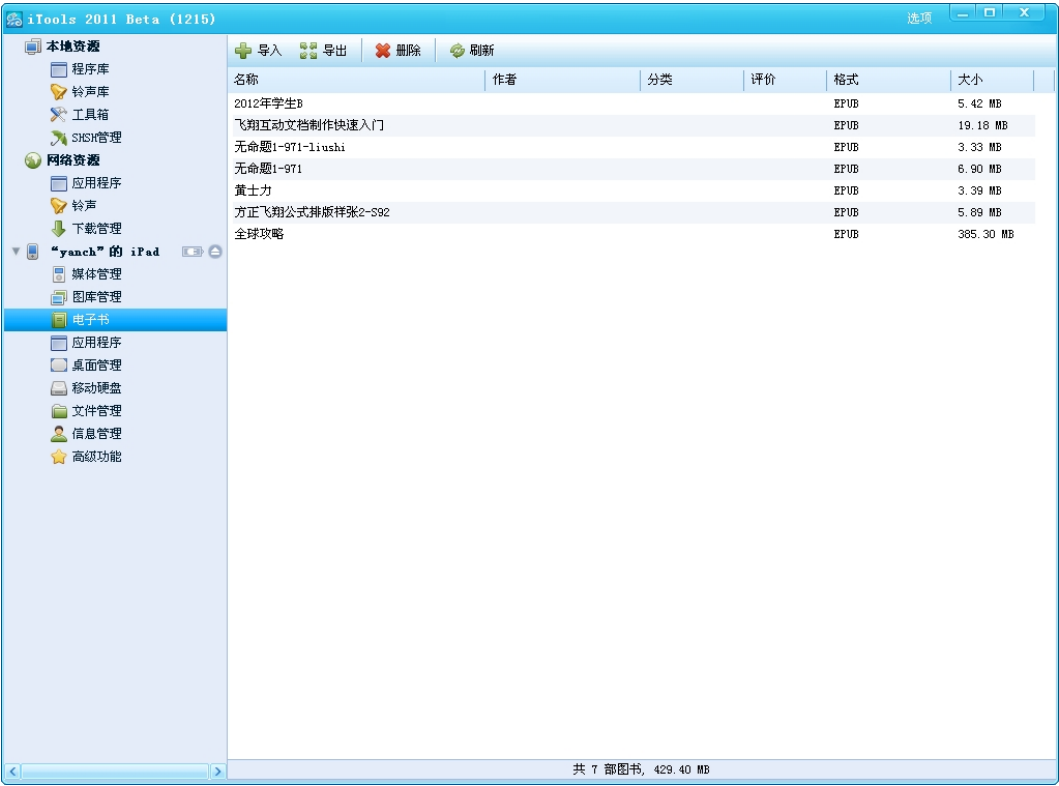 iTools 2011 Beta (1215)
选项
本地资源
程序库
铃声库
工具箱
SHSH管理
网络资源
应用程序
铃声
下载管理
“yanch”的 iPad
媒体管理
图库管理
电子书
应用程序
桌面管理
移动硬盘
文件管理
信息管理
高级功能
导入 导出 删除 刷新
名称 作者 分类 评价 格式 大小
2012年学生B EPUB 5.42 MB
飞翔互动文档制作快速入门 EPUB 19.18 MB
无命题1-971-liushi EPUB 3.33 MB
无命题1-971 EPUB 6.90 MB
黄士力 EPUB 3.39 MB
方正飞翔公式排版样张2-S92 EPUB 5.89 MB
全球攻略 EPUB 385.30 MB
共 7 部图书, 429.40 MB